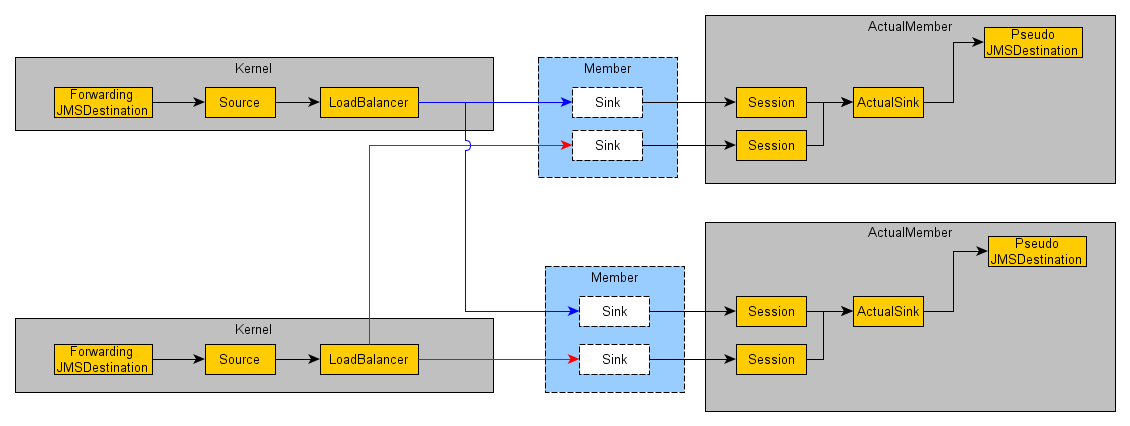 ActualMember
Pseudo
JMSDestination
Kernel
Member
Forwarding
JMSDestination
Source
LoadBalancer
Sink
Session
ActualSink
Sink
Session
ActualMember
Pseudo
JMSDestination
Member
Sink
Session
ActualSink
Kernel
Forwarding
JMSDestination
Source
LoadBalancer
Sink
Session